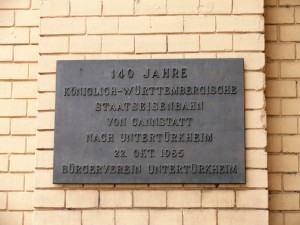 140 JAHRE
KÖNIGLICH-WÜRTTEMBERGISCHE
STAATSEISENBAHN
VON CANNSTATT
NACH UNTERTÜRKHEIM
22. OKT. 1985
BÜRGERVEREIN UNTERTÜRKHEIM